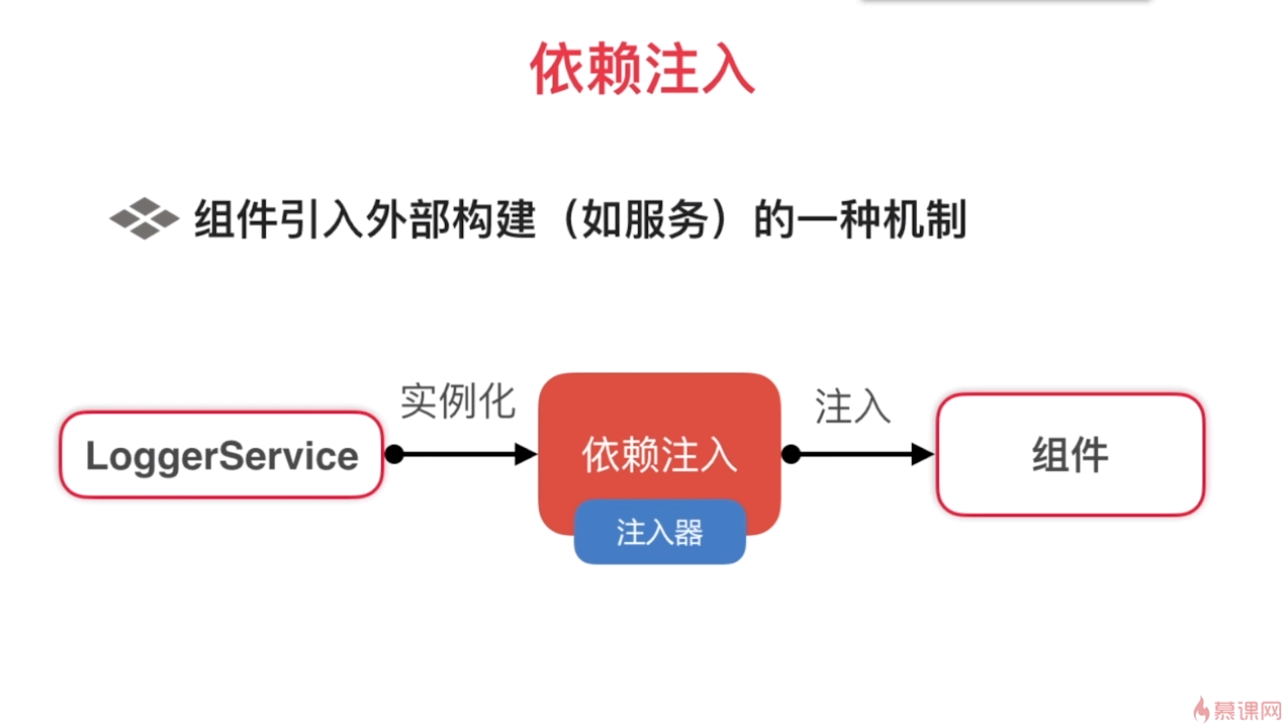 依赖注入
组件引入外部构建（如服务）的一种机制
实例化
注入
LoggerService
依赖注入
组件
注入器
慕课网